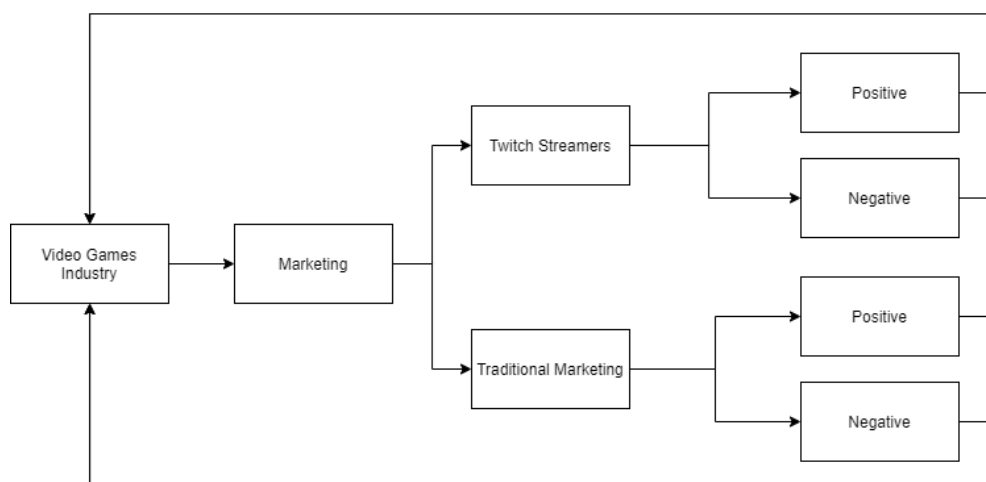 Positive
Twitch Streamers
Negative
Video Games
Industry
Marketing
Positive
Traditional Marketing
Negative